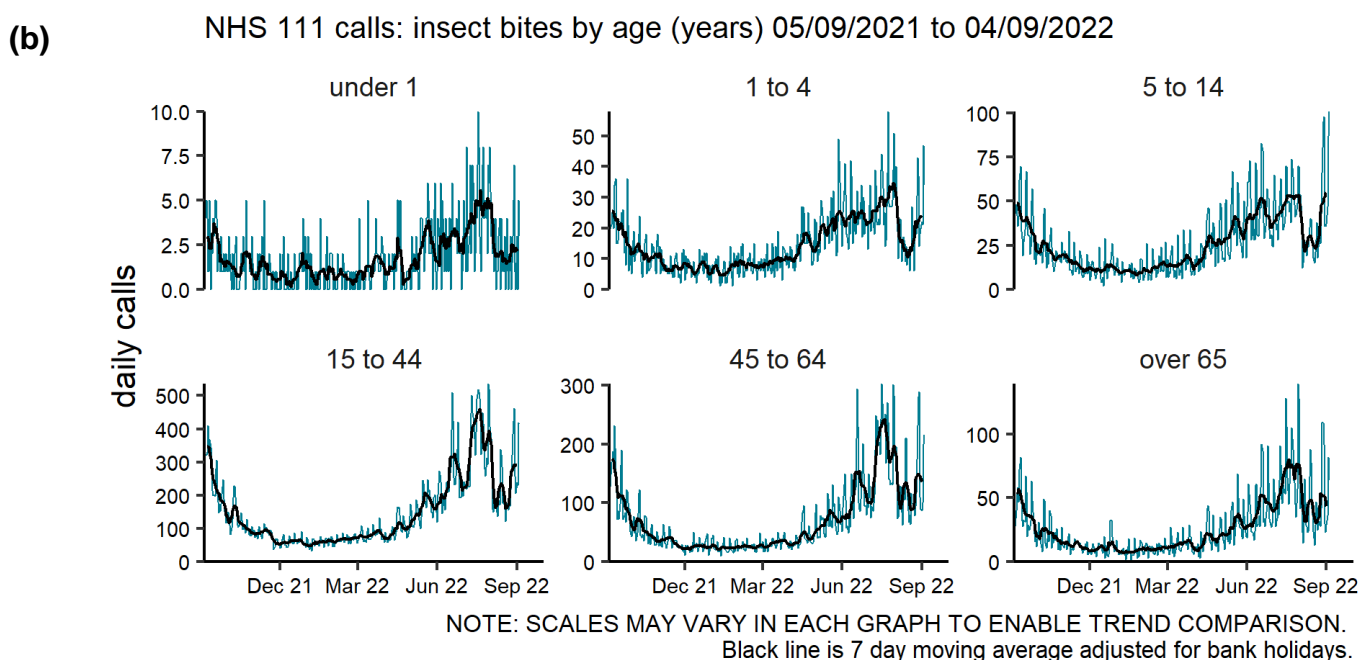 (b)
NHS 111 calls: insect bites by age (years) 05/09/2021 to 04/09/2022
under 1
1 to 4
5 to 14
10.0
7.5
5.0
2.5
0.0
50
40
30
20
10
0
100
75
50
25
0
daily calls
15 to 44
45 to 64
over 65
500
400
300
200
100
0
300
200
100
0
100
50
0
Dec 21 Mar 22 Jun 22 Sep 22
Dec 21 Mar 22 Jun 22 Sep 22
Dec 21 Mar 22 Jun 22 Sep 22
NOTE: SCALES MAY VARY IN EACH GRAPH TO ENABLE TREND COMPARISON.
Black line is 7 day moving average adjusted for bank holidays.